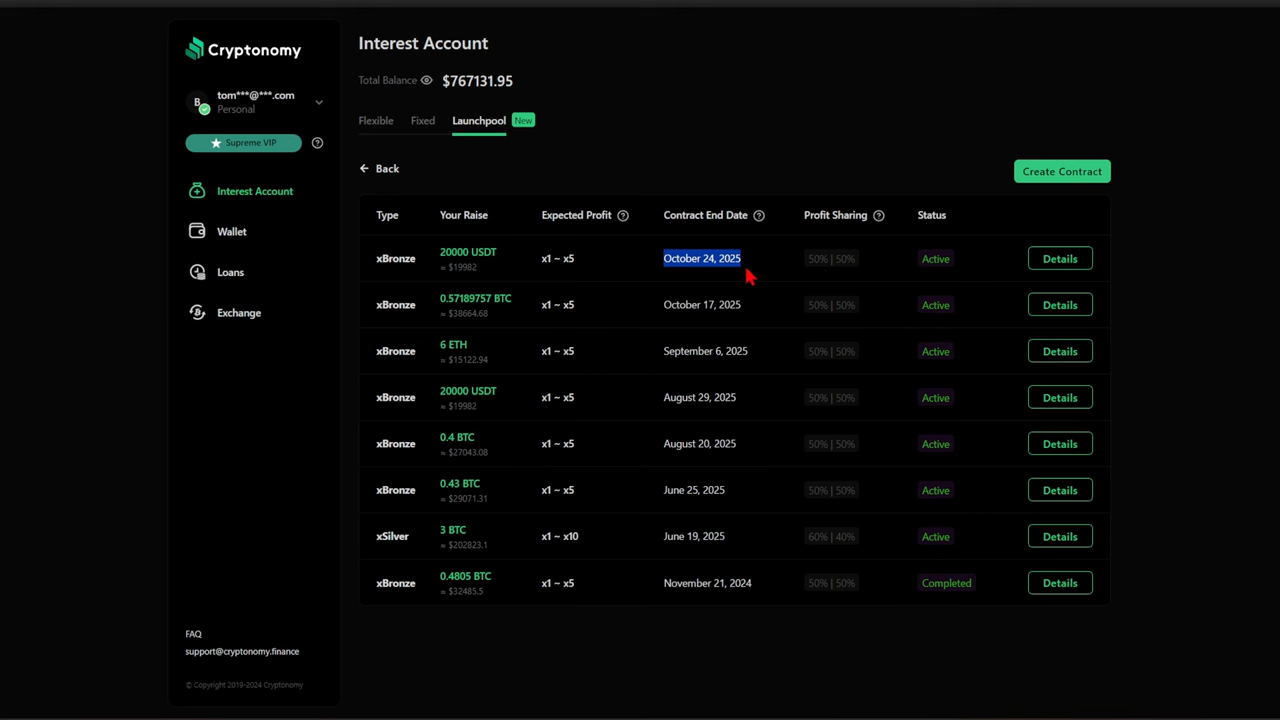 Cryptonomy
B
tom***@***.com
Personal
Supreme VIP
Interest Account
Wallet
Loans
Exchange
FAQ
support@cryptonomy.finance
© Copyright 2019-2024 Cryptonomy
Interest Account
Total Balance $767131.95
Flexible Fixed Launchpool New
Back
Create Contract
Type Your Raise Expected Profit Contract End Date Profit Sharing Status
xBronze 20000 USDT x1 ~ x5 October 24, 2025 50% | 50% Active Details
≈ $19982
xBronze 0.57189757 BTC x1 ~ x5 October 17, 2025 50% | 50% Active Details
≈ $38664.68
xBronze 6 ETH x1 ~ x5 September 6, 2025 50% | 50% Active Details
≈ $15122.94
xBronze 20000 USDT x1 ~ x5 August 29, 2025 50% | 50% Active Details
≈ $19982
xBronze 0.4 BTC x1 ~ x5 August 20, 2025 50% | 50% Active Details
≈ $27043.08
xBronze 0.43 BTC x1 ~ x5 June 25, 2025 50% | 50% Active Details
≈ $29071.31
xSilver 3 BTC x1 ~ x10 June 19, 2025 60% | 40% Active Details
≈ $202823.1
xBronze 0.4805 BTC x1 ~ x5 November 21, 2024 50% | 50% Completed Details
≈ $32485.5